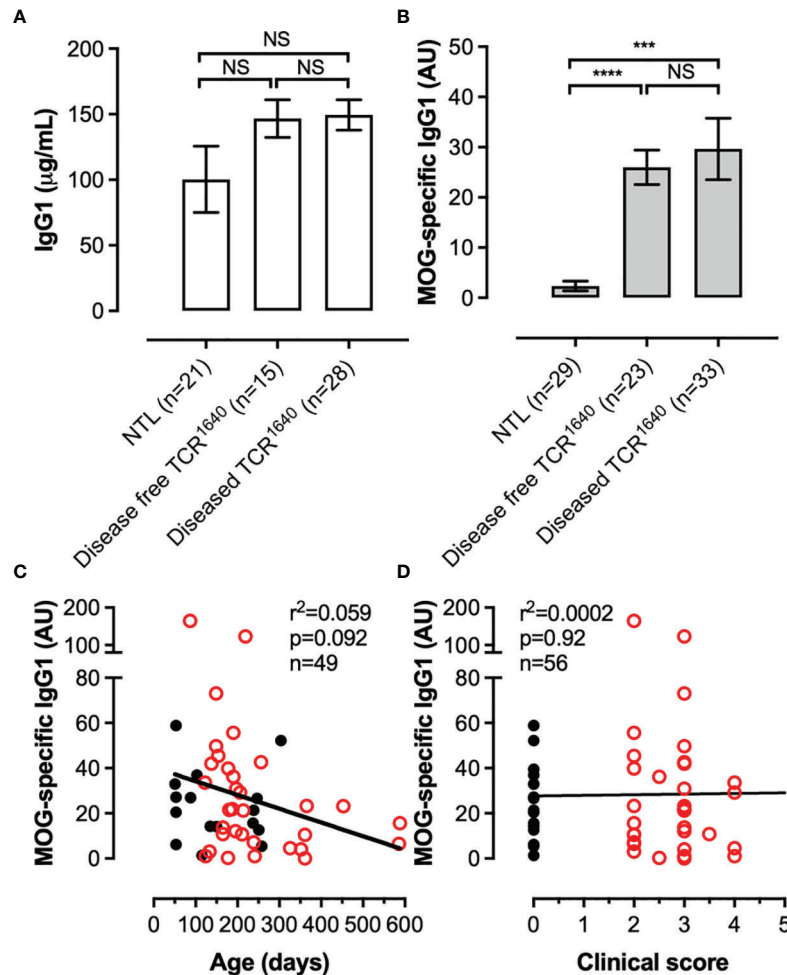 A
IgG1 (μg/mL)
200
150
100
50
0
NS
NS
NS
NTL (n=21)
Disease free TCR¹⁶⁴⁰ (n=15)
Diseased TCR¹⁶⁴⁰ (n=28)
B
MOG-specific IgG1 (AU)
50
40
30
20
10
0
***
****
NS
NTL (n=29)
Disease free TCR¹⁶⁴⁰ (n=23)
Diseased TCR¹⁶⁴⁰ (n=33)
C
MOG-specific IgG1 (AU)
200
100
80
60
40
20
0
r²=0.059
p=0.092
n=49
0 100 200 300 400 500 600
Age (days)
D
MOG-specific IgG1 (AU)
200
100
80
60
40
20
0
r²=0.0002
p=0.92
n=56
0 1 2 3 4 5
Clinical score